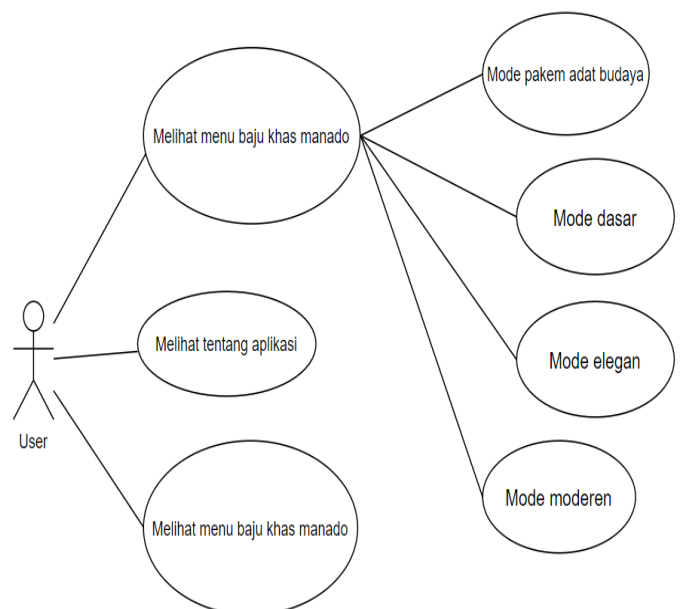 Mode pakem adat budaya
Melihat menu baju khas manado
Mode dasar
Melihat tentang aplikasi
Mode elegan
User
Mode moderen
Melihat menu baju khas manado